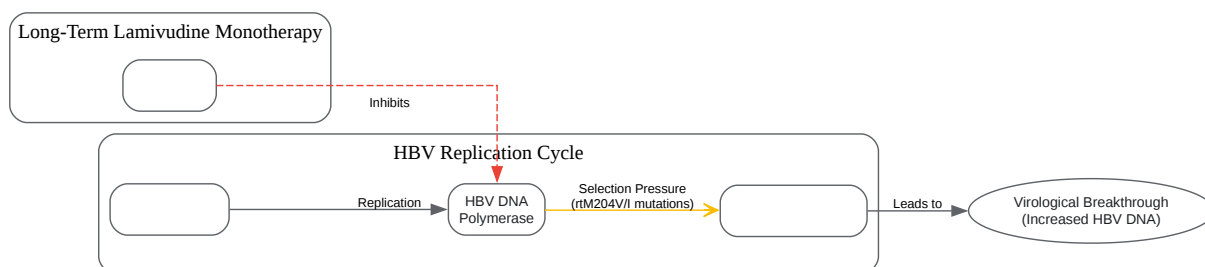 Long-Term Lamivudine Monotherapy
Inhibits
HBV Replication Cycle
Replication
HBV DNA
Polymerase
Selection Pressure
(rtM204V/I mutations)
Leads to
Virological Breakthrough
(Increased HBV DNA)